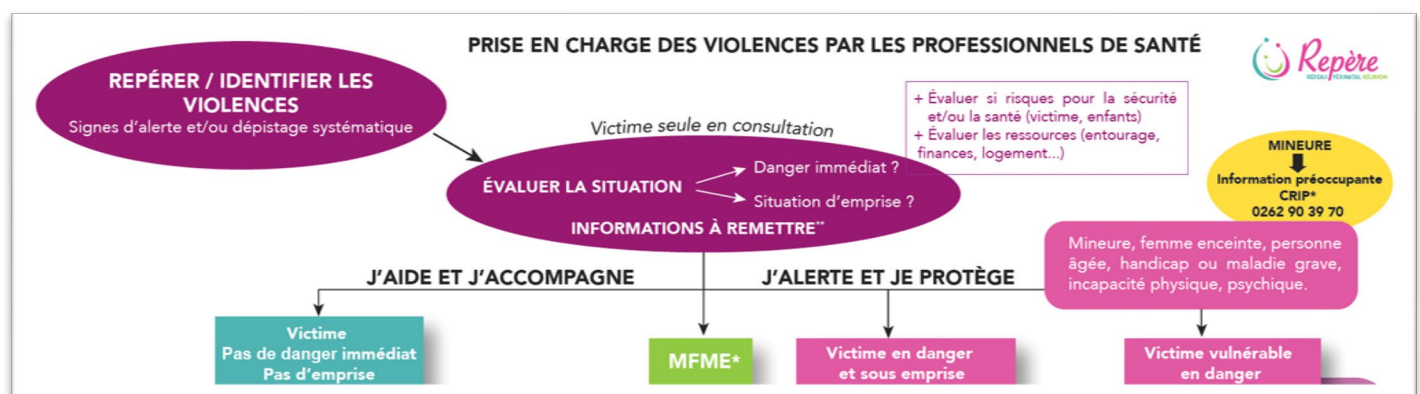 PRISE EN CHARGE DES VIOLENCES PAR LES PROFESSIONNELS DE SANTÉ
Repère
RÉSEAU PÉRINATAL RÉUNION
REPÉRER / IDENTIFIER LES
VIOLENCES
Signes d'alerte et/ou dépistage systématique
Victime seule en consultation
+ Évaluer si risques pour la sécurité
et/ou la santé (victime, enfants)
+ Évaluer les ressources (entourage,
finances, logement...)
ÉVALUER LA SITUATION
Danger immédiat ?
Situation d'emprise ?
INFORMATIONS À REMETTRE**
MINEURE
Information préoccupante
CRIP*
0262 90 39 70
Mineure, femme enceinte, personne
âgée, handicap ou maladie grave,
incapacité physique, psychique.
J'AIDE ET J'ACCOMPAGNE
J'ALERTE ET JE PROTÈGE
Victime
Pas de danger immédiat
Pas d'emprise
MFME*
Victime en danger
et sous emprise
Victime vulnérable
en danger